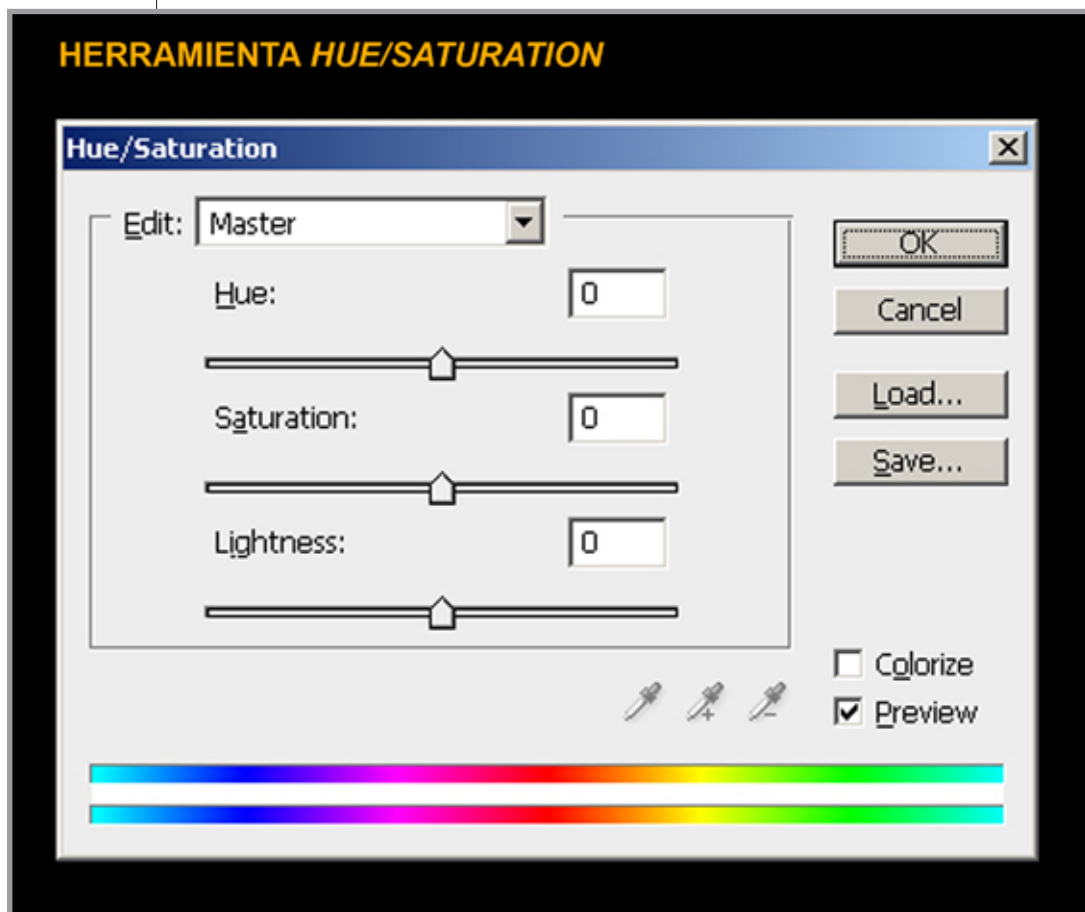 HERRAMIENTA HUE/SATURATION
Hue/Saturation
Edit: Master
OK
Hue: 0
Cancel
Load...
Saturation: 0
Save...
Lightness: 0
Colorize
Preview